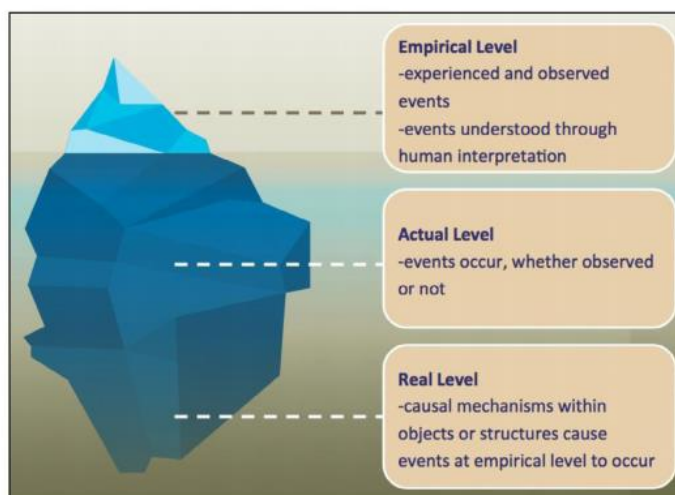 Empirical Level
-experienced and observed
events
-events understood through
human interpretation
Actual Level
-events occur, whether observed
or not
Real Level
-causal mechanisms within
objects or structures cause
events at empirical level to occur